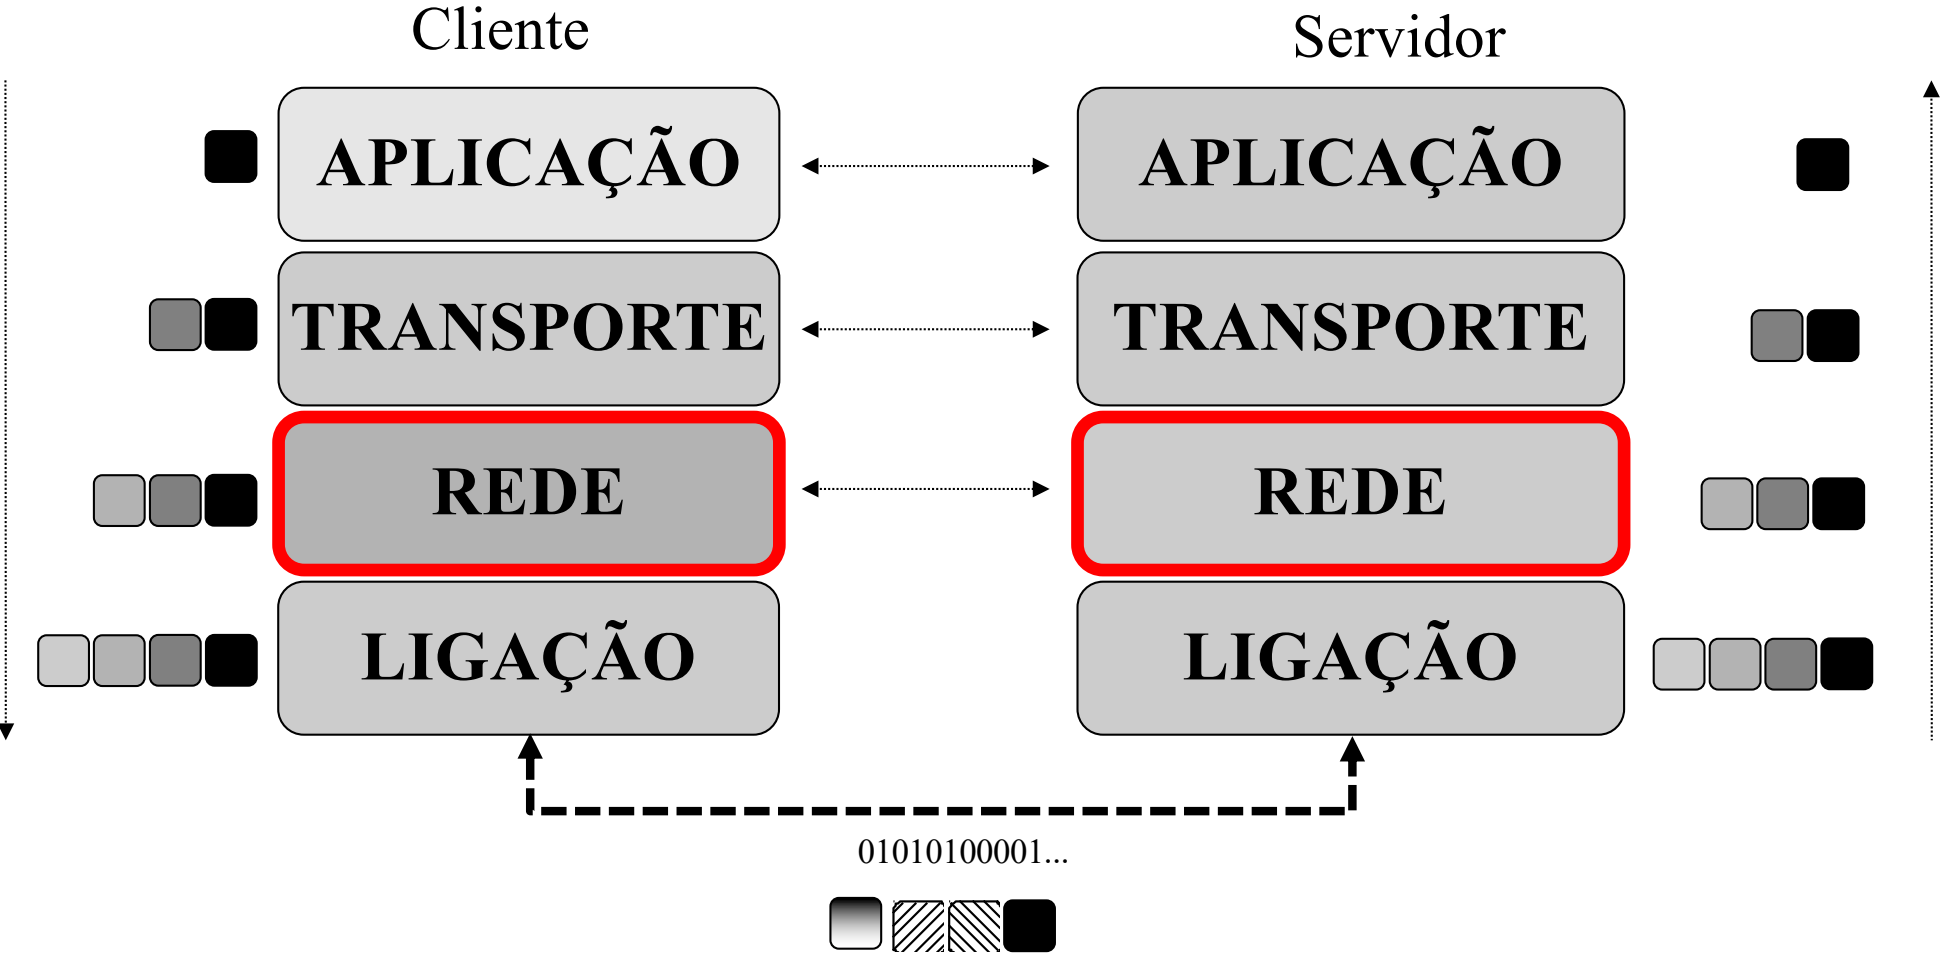 Cliente
Servidor
APLICAÇÃO
APLICAÇÃO
TRANSPORTE
TRANSPORTE
REDE
REDE
LIGAÇÃO
LIGAÇÃO
01010100001...